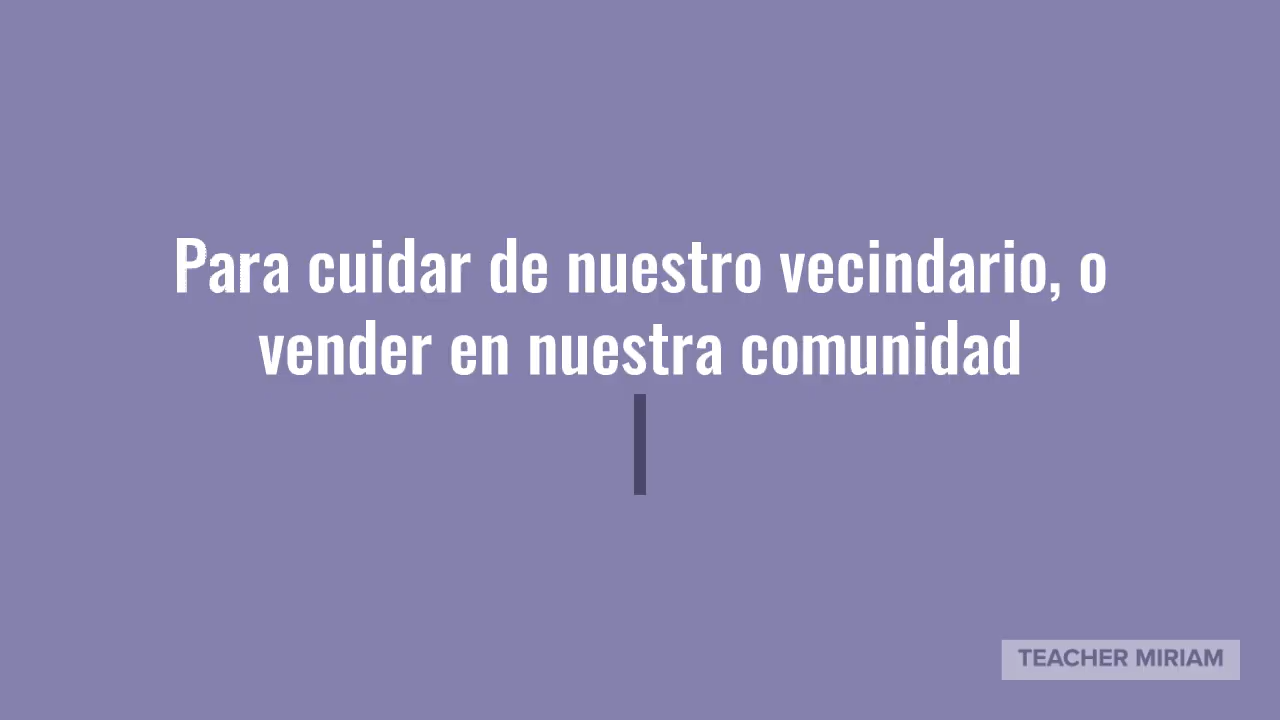 Para cuidar de nuestro vecindario, o
vender en nuestra comunidad
TEACHER MIRIAM